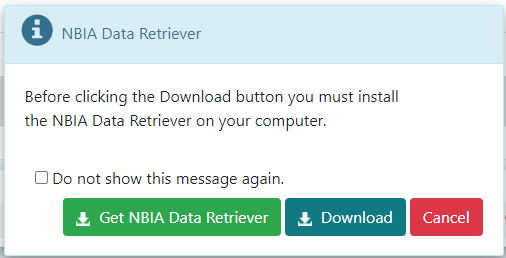 NBIA Data Retriever
Before clicking the Download button you must install
the NBIA Data Retriever on your computer.
Do not show this message again.
Get NBIA Data Retriever Download Cancel